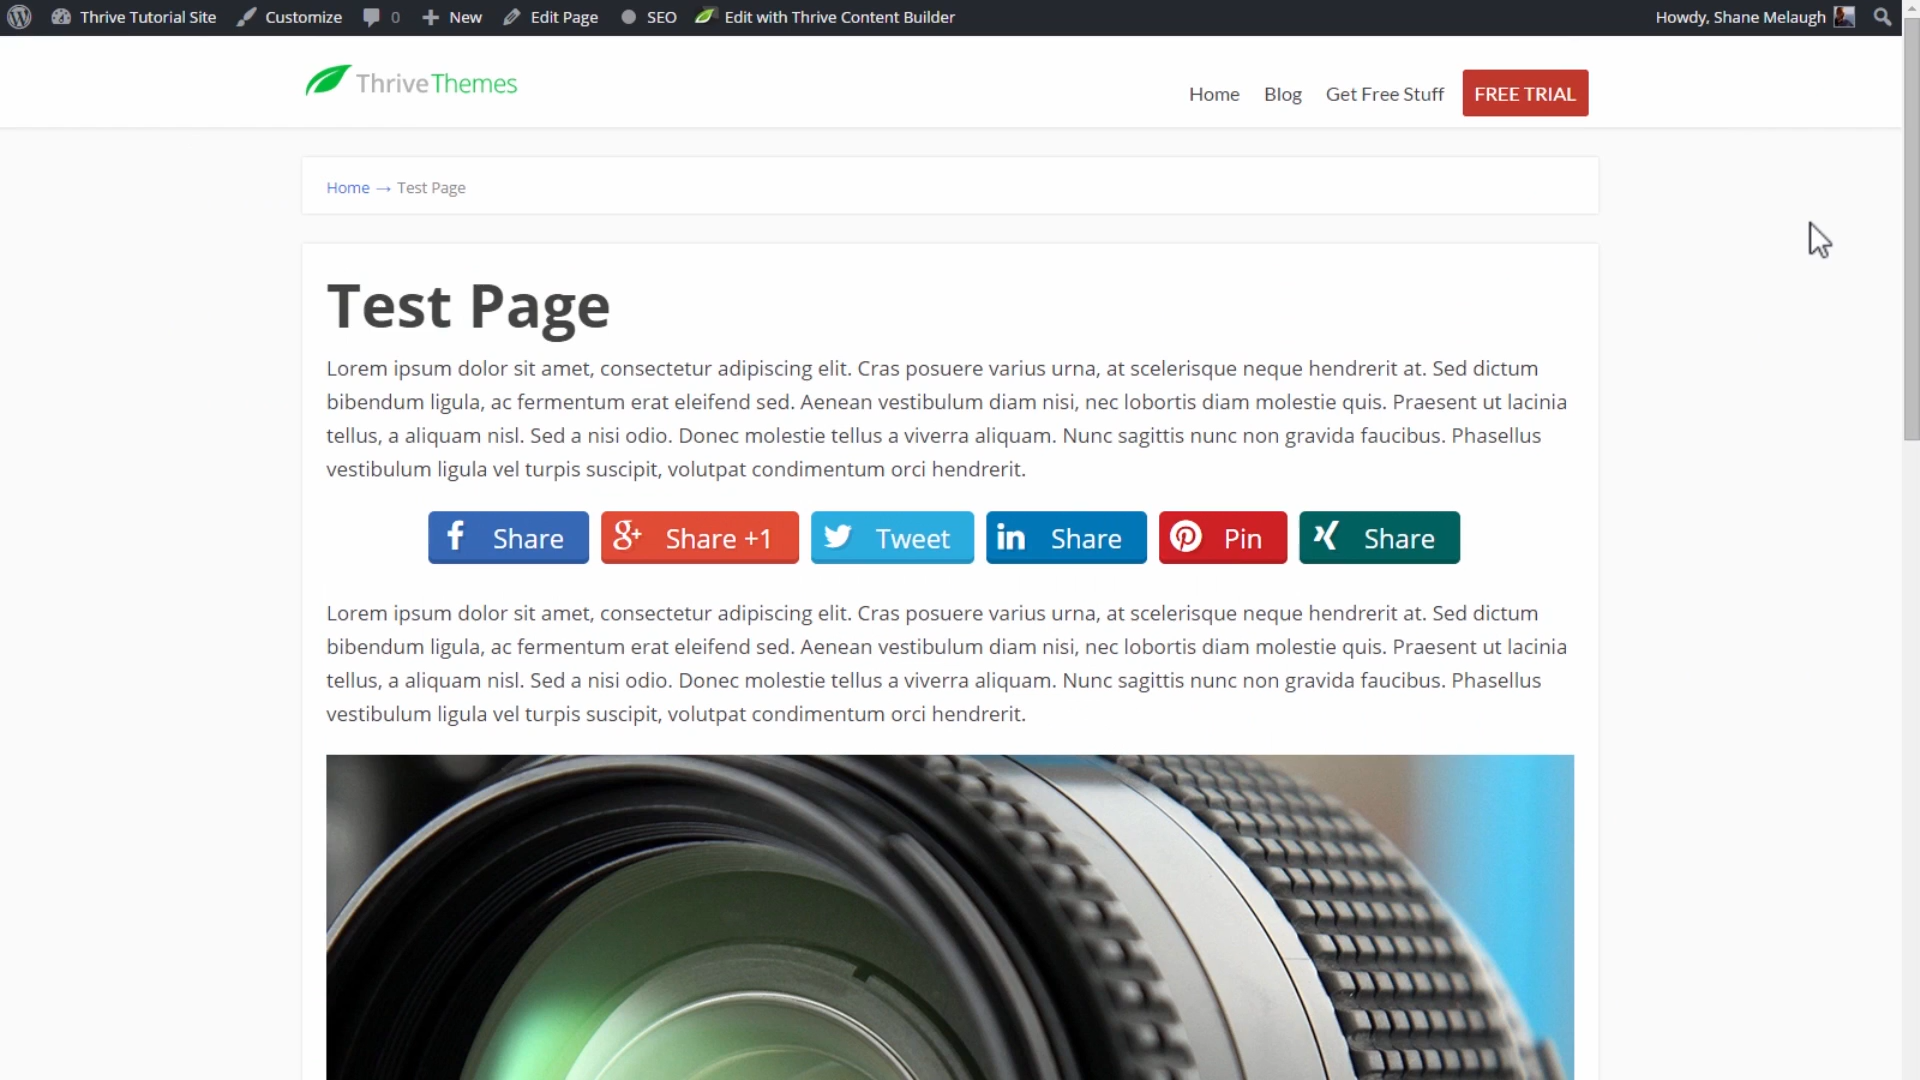 Thrive Tutorial Site Customize 0 New Edit Page SEO Edit with Thrive Content Builder Howdy, Shane Melaugh
ThriveThemes
Home Blog Get Free Stuff FREE TRIAL
Home → Test Page
Test Page
Lorem ipsum dolor sit amet, consectetur adipiscing elit. Cras posuere varius urna, at scelerisque neque hendrerit at. Sed dictum
bibendum ligula, ac fermentum erat eleifend sed. Aenean vestibulum diam nisi, nec lobortis diam molestie quis. Praesent ut lacinia
tellus, a aliquam nisl. Sed a nisi odio. Donec molestie tellus a viverra aliquam. Nunc sagittis nunc non gravida faucibus. Phasellus
vestibulum ligula vel turpis suscipit, volutpat condimentum orci hendrerit.
Share Share +1 Tweet Share Pin Share
Lorem ipsum dolor sit amet, consectetur adipiscing elit. Cras posuere varius urna, at scelerisque neque hendrerit at. Sed dictum
bibendum ligula, ac fermentum erat eleifend sed. Aenean vestibulum diam nisi, nec lobortis diam molestie quis. Praesent ut lacinia
tellus, a aliquam nisl. Sed a nisi odio. Donec molestie tellus a viverra aliquam. Nunc sagittis nunc non gravida faucibus. Phasellus
vestibulum ligula vel turpis suscipit, volutpat condimentum orci hendrerit.